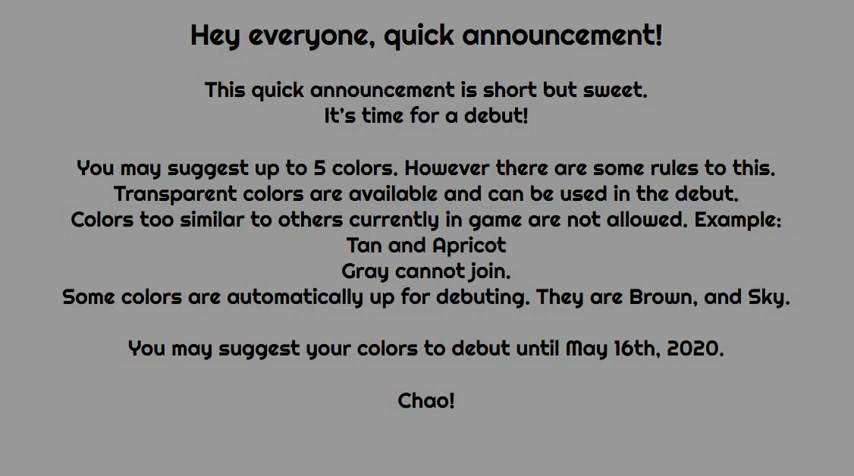 Hey everyone, quick announcement!
This quick announcement is short but sweet.
It's time for a debut!
You may suggest up to 5 colors. However there are some rules to this.
Transparent colors are available and can be used in the debut.
Colors too similar to others currently in game are not allowed. Example:
Tan and Apricot
Gray cannot join.
Some colors are automatically up for debuting. They are Brown, and Sky.
You may suggest your colors to debut until May 16th, 2020.
Chao!